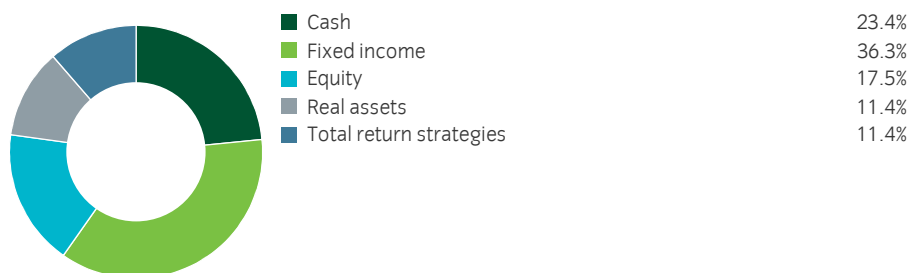 Cash 23.4%
Fixed income 36.3%
Equity 17.5%
Real assets 11.4%
Total return strategies 11.4%